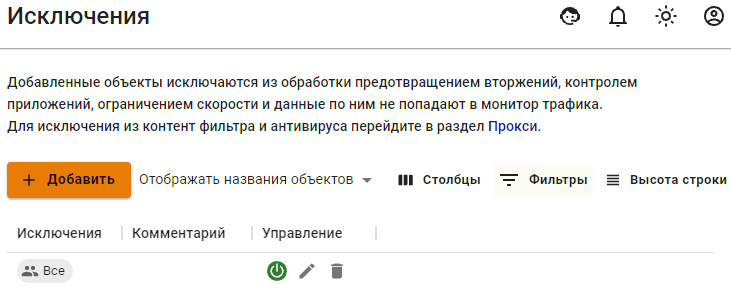 Исключения
Добавленные объекты исключаются из обработки предотвращением вторжений, контролем
приложений, ограничением скорости и данные по ним не попадают в монитор трафика.
Для исключения из контент фильтра и антивируса перейдите в раздел Прокси.
Добавить Отображать названия объектов Столбцы Фильтры Высота строки
Исключения Комментарий Управление
Все